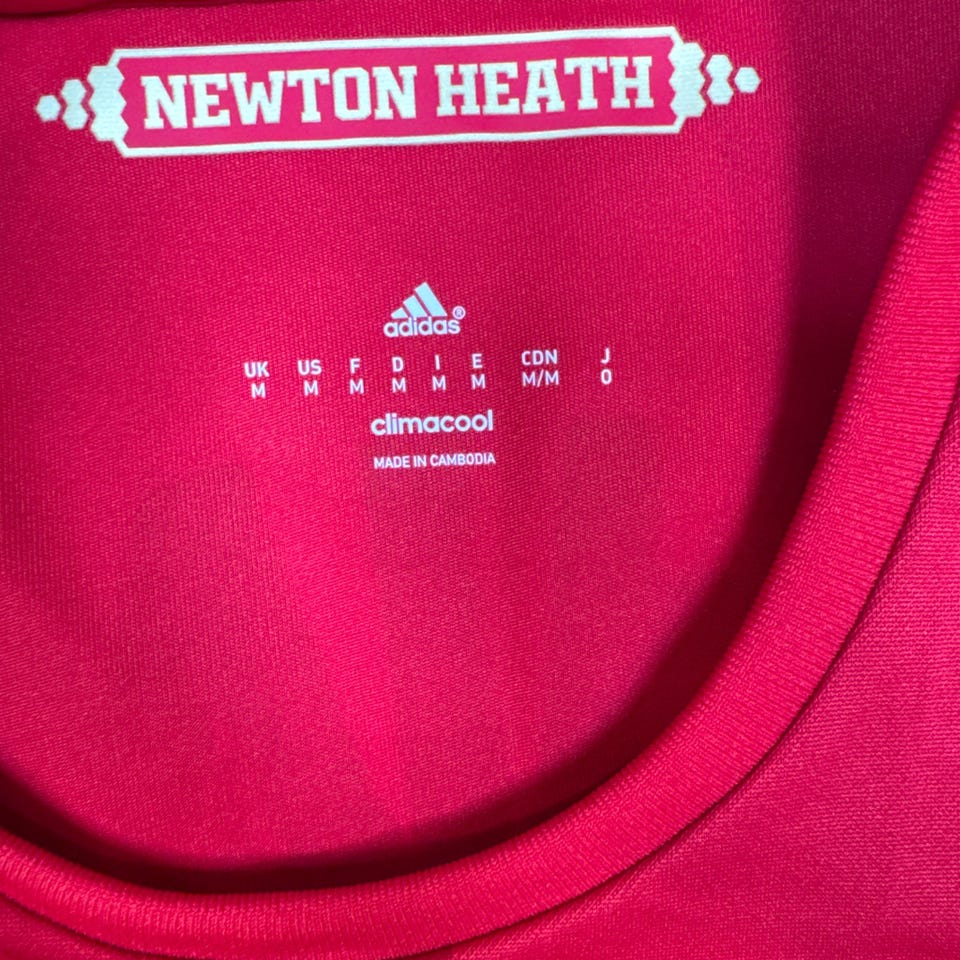 NEWTON HEATH
adidas®
UK US F D I E CDN J
M M M M M M M/M O
climacool
MADE IN CAMBODIA